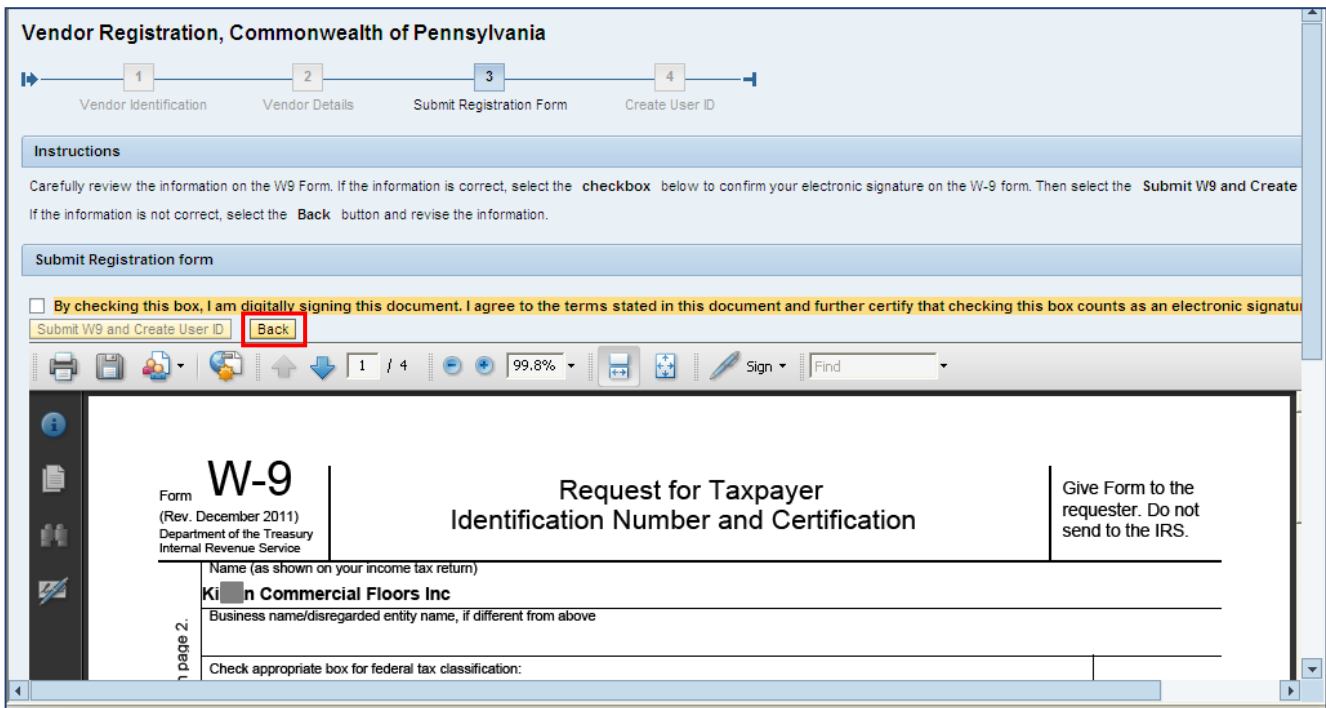 Vendor Registration, Commonwealth of Pennsylvania
1 2 3 4
Vendor Identification Vendor Details Submit Registration Form Create User ID
Instructions
Carefully review the information on the W9 Form. If the information is correct, select the checkbox below to confirm your electronic signature on the W-9 form. Then select the Submit W9 and Create
If the information is not correct, select the Back button and revise the information.
Submit Registration form
By checking this box, I am digitally signing this document. I agree to the terms stated in this document and further certify that checking this box counts as an electronic signatu
Submit W9 and Create User ID Back
1 / 4 99.8% Sign Find
Form W-9
(Rev. December 2011)
Department of the Treasury
Internal Revenue Service
Request for Taxpayer
Identification Number and Certification
Give Form to the
requester. Do not
send to the IRS.
Name (as shown on your income tax return)
Ki n Commercial Floors Inc
Business name/disregarded entity name, if different from above
page 2.
Check appropriate box for federal tax classification: